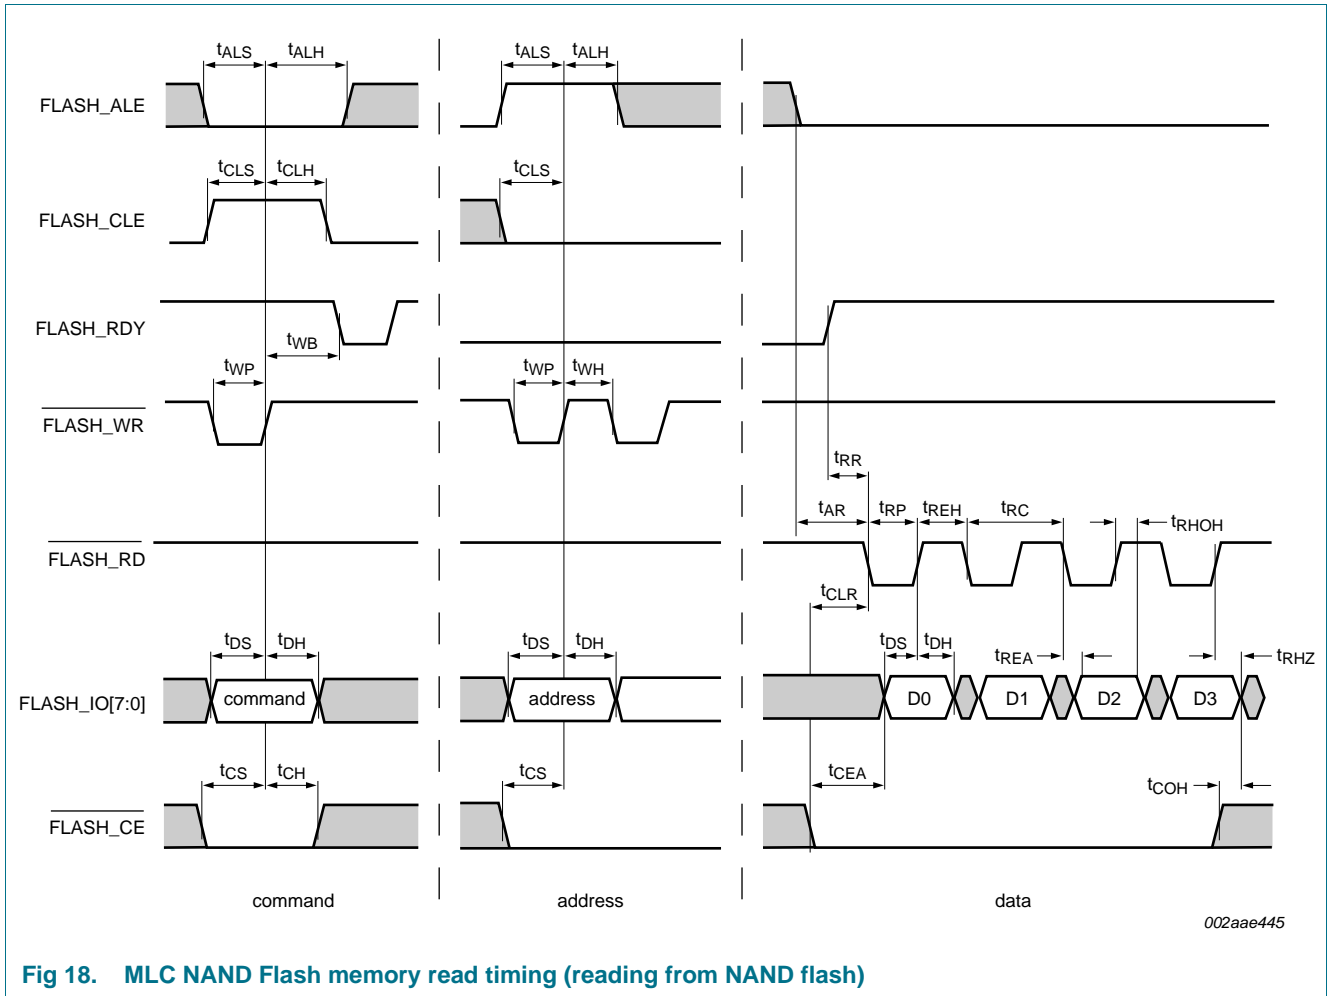 tALS tALH tALS tALH
FLASH_ALE
tCLS tCLH tCLS
FLASH_CLE
FLASH_RDY
tWB
tWP tWP tWH
FLASH_WR
tRR
tAR tRP tREH tRC tRHOH
FLASH_RD
tCLR
tDS tDH tDS tDH tDS tDH tREA tRHZ
FLASH_IO[7:0] command address D0 D1 D2 D3
tCS tCH tCS tCEA tCOH
FLASH_CE
command address data
002aae445
Fig 18. MLC NAND Flash memory read timing (reading from NAND flash)